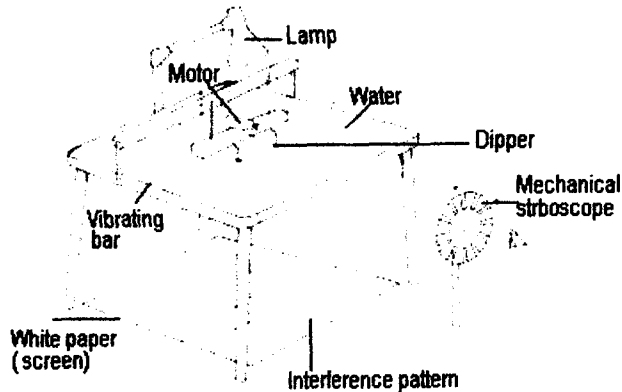 Lamp
Motor
Water
Dipper
Mechanical
strboscope
Vibrating
bar
White paper
( screen)
Interference pattern